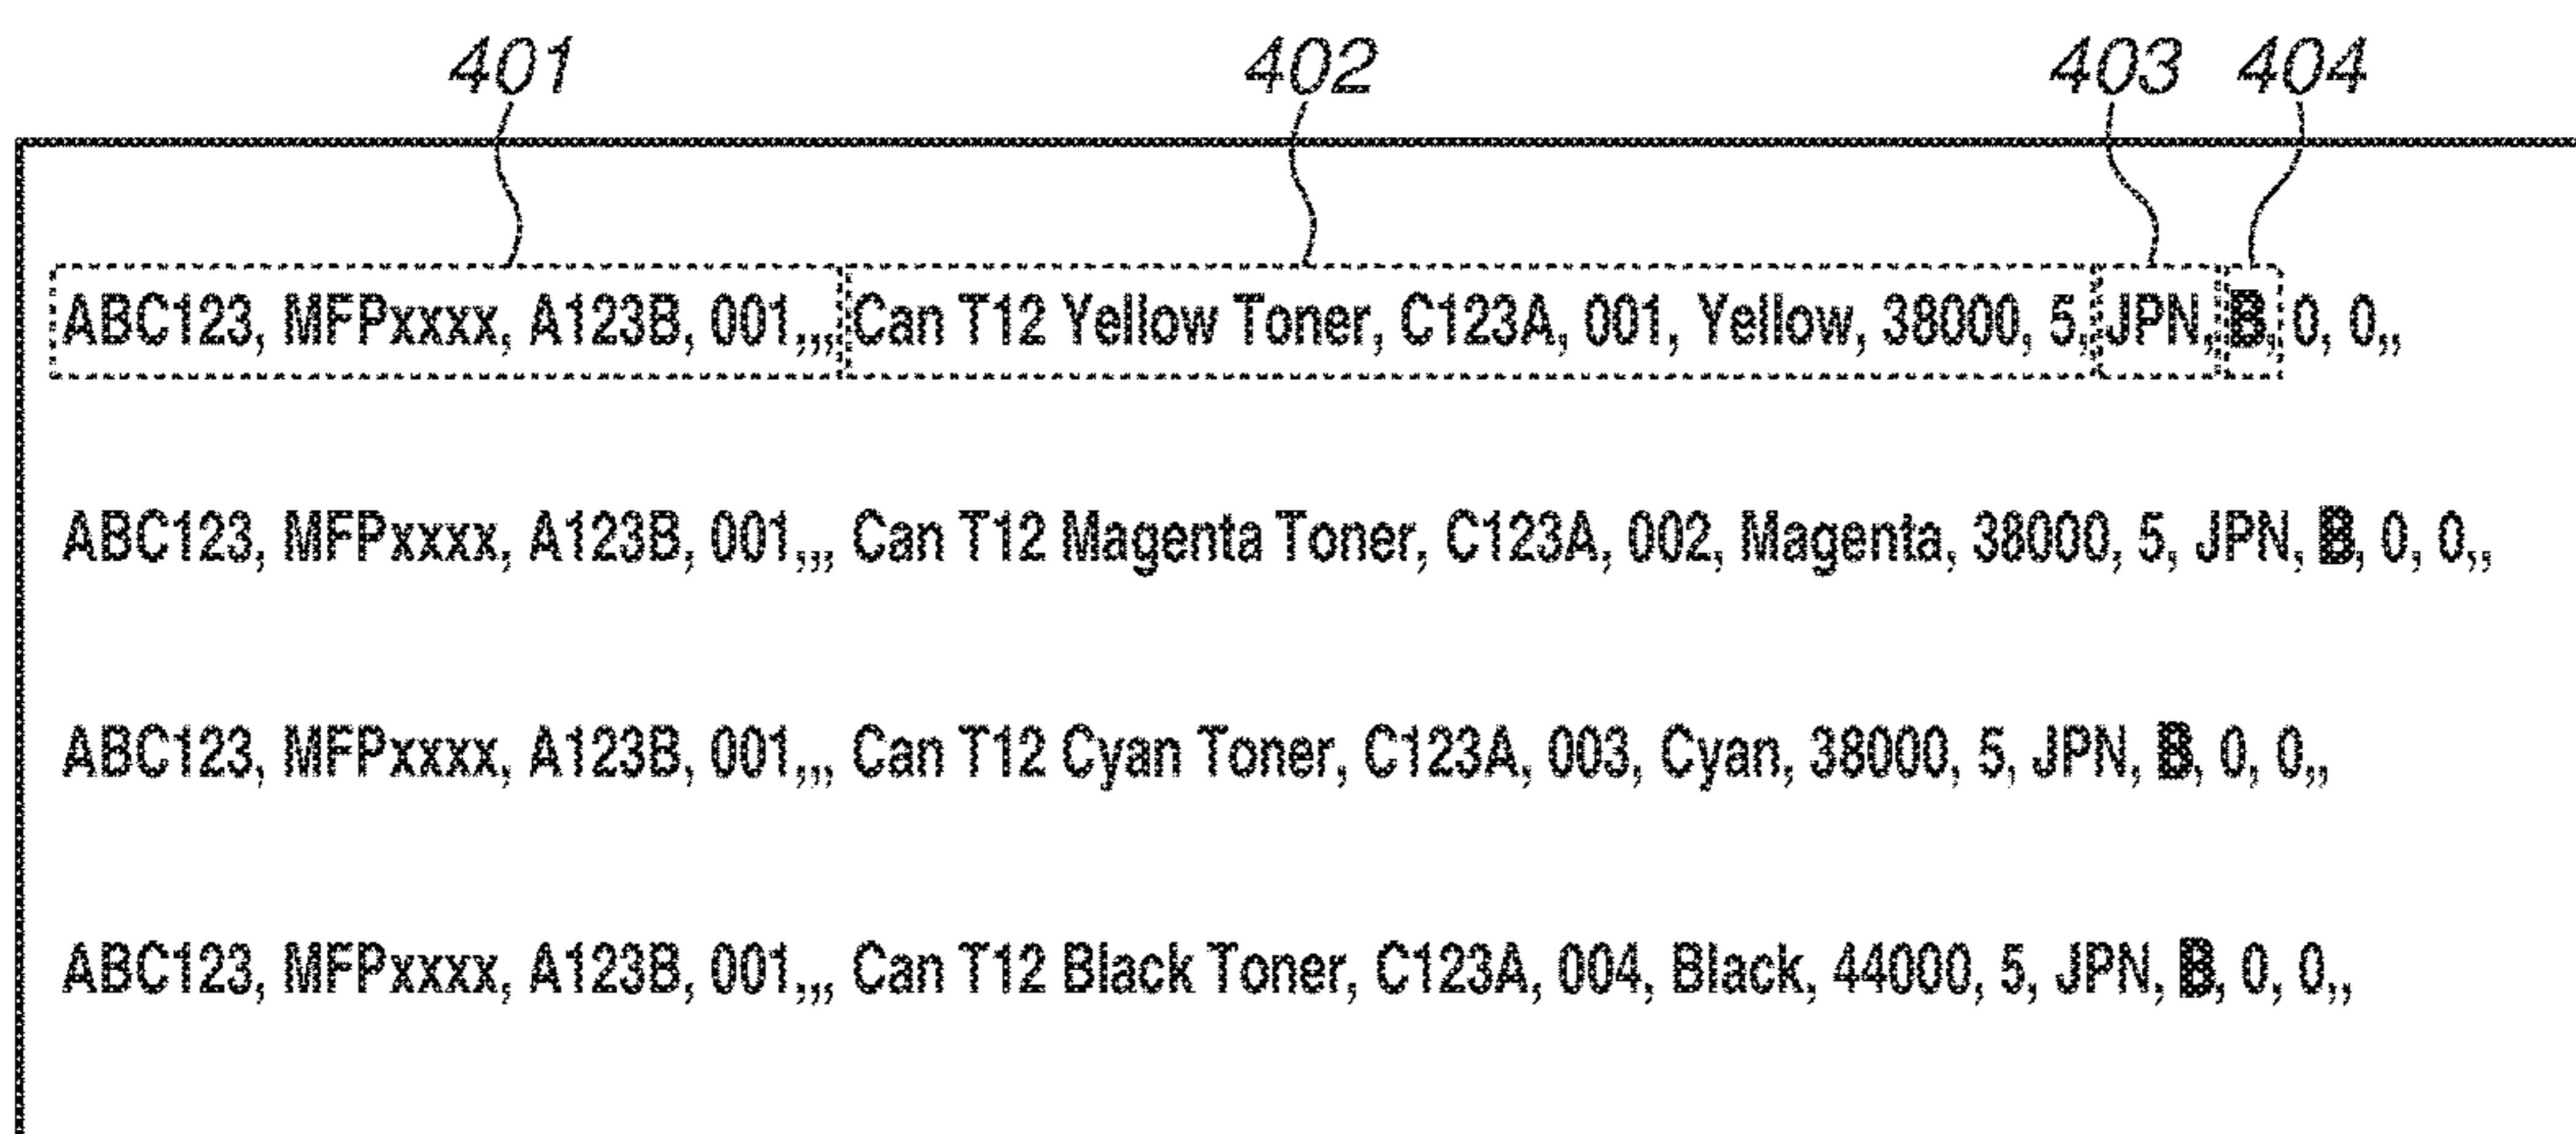 401 402 403 404
ABC123, MFPxxxx, A123B, 001,,, Can T12 Yellow Toner, C123A, 001, Yellow, 38000, 5, JPN, B, 0, 0,,
ABC123, MFPxxxx, A123B, 001,,, Can T12 Magenta Toner, C123A, 002, Magenta, 38000, 5, JPN, B, 0, 0,,
ABC123, MFPxxxx, A123B, 001,,, Can T12 Cyan Toner, C123A, 003, Cyan, 38000, 5, JPN, B, 0, 0,,
ABC123, MFPxxxx, A123B, 001,,, Can T12 Black Toner, C123A, 004, Black, 44000, 5, JPN, B, 0, 0,,